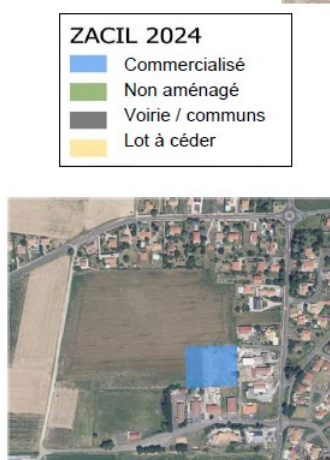 ZACIL 2024
Commercialisé
Non aménagé
Voirie / communs
Lot à céder